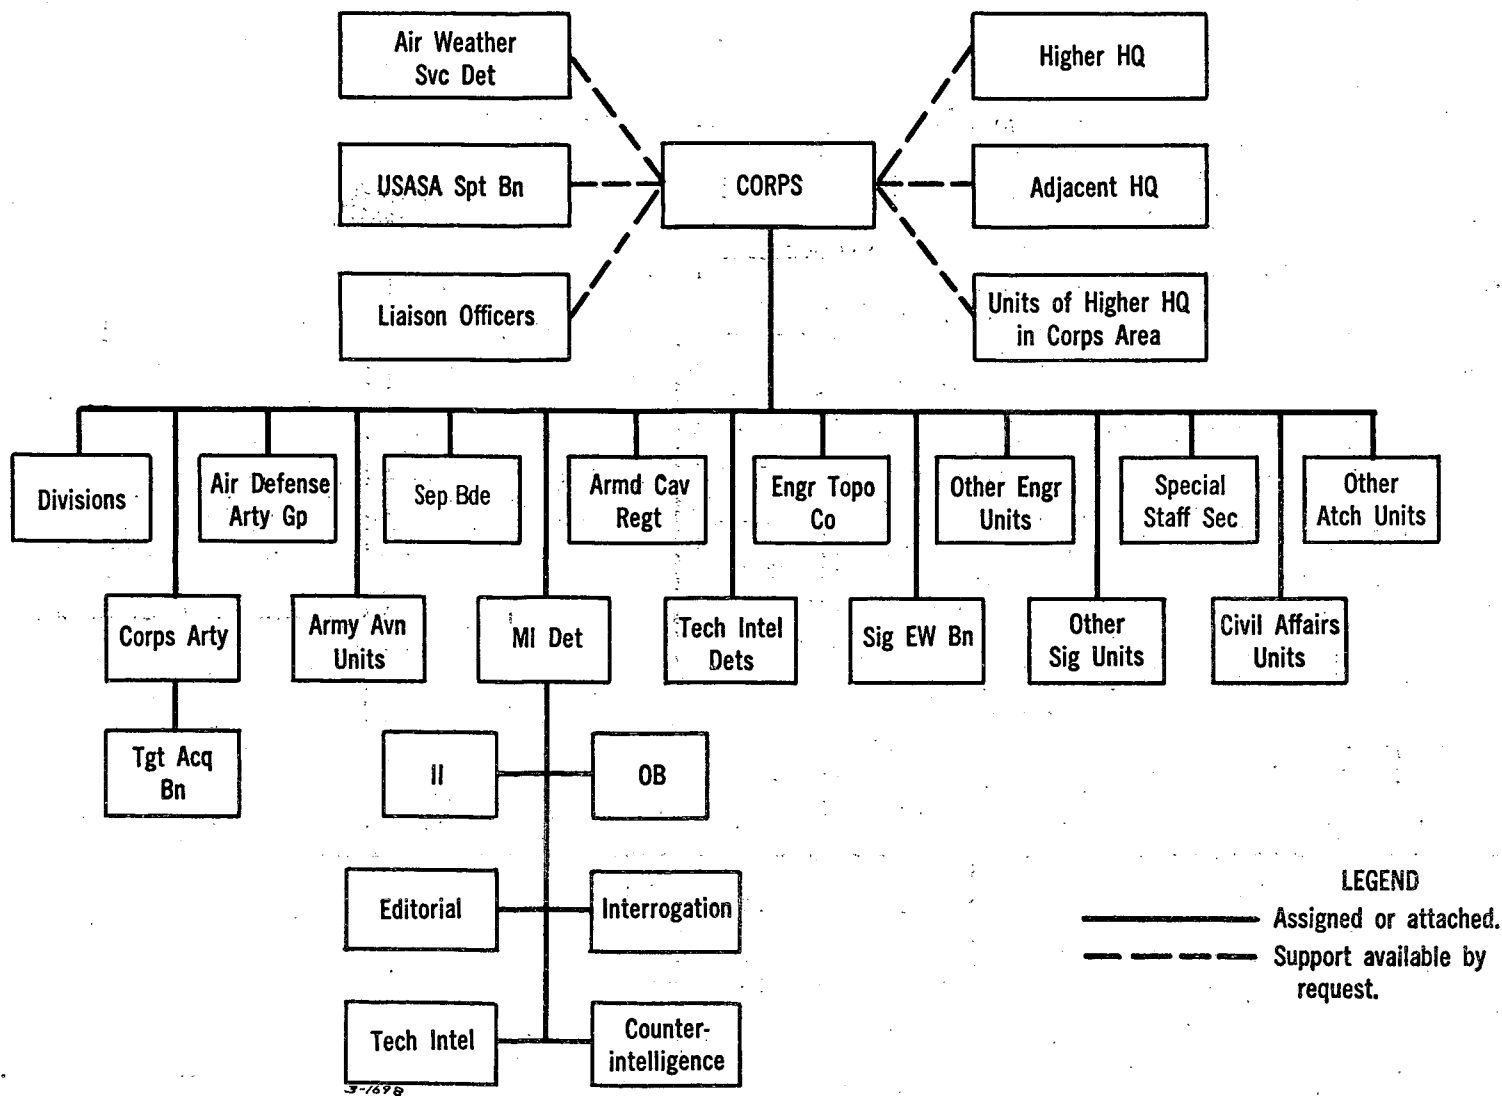 Air Weather
Svc Det
Higher HQ
USASA Spt Bn
CORPS
Adjacent HQ
Liaison Officers
Units of Higher HQ
in Corps Area
Divisions
Air Defense
Arty Gp
Sep Bde
Armd Cav
Regt
Engr Topo
Co
Other Engr
Units
Special
Staff Sec
Other
Atch Units
Corps Arty
Army Avn
Units
MI Det
Tech Intel
Dets
Sig EW Bn
Other
Sig Units
Civil Affairs
Units
Tgt Acq
Bn
II
OB
Editorial
Interrogation
Tech Intel
Counter-
intelligence
LEGEND
Assigned or attached.
Support available by
request.
3-1698